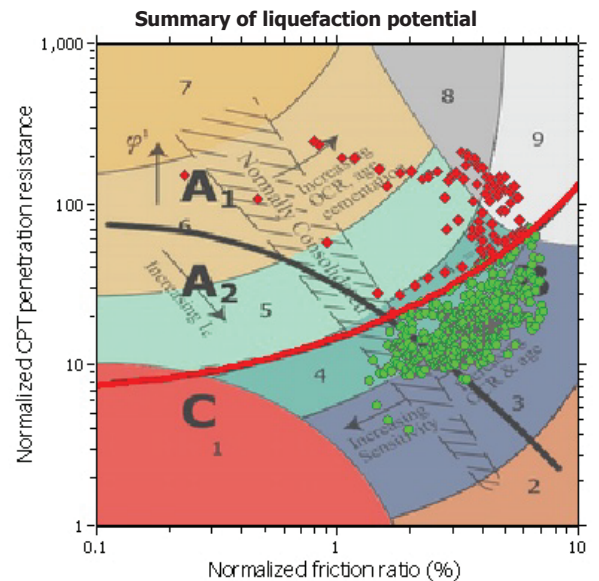 Summary of liquefaction potential
1,000
100
10
1
Normalized CPT penetration resistance
7
8
9
φ'
A1
6
A2
5
4
C
1
3
2
Normally Consolidated
Increasing
OCR, age
cementation
Increasing Ic
Increasing
Sensitivity
OCR & age
0.1
1
10
Normalized friction ratio (%)